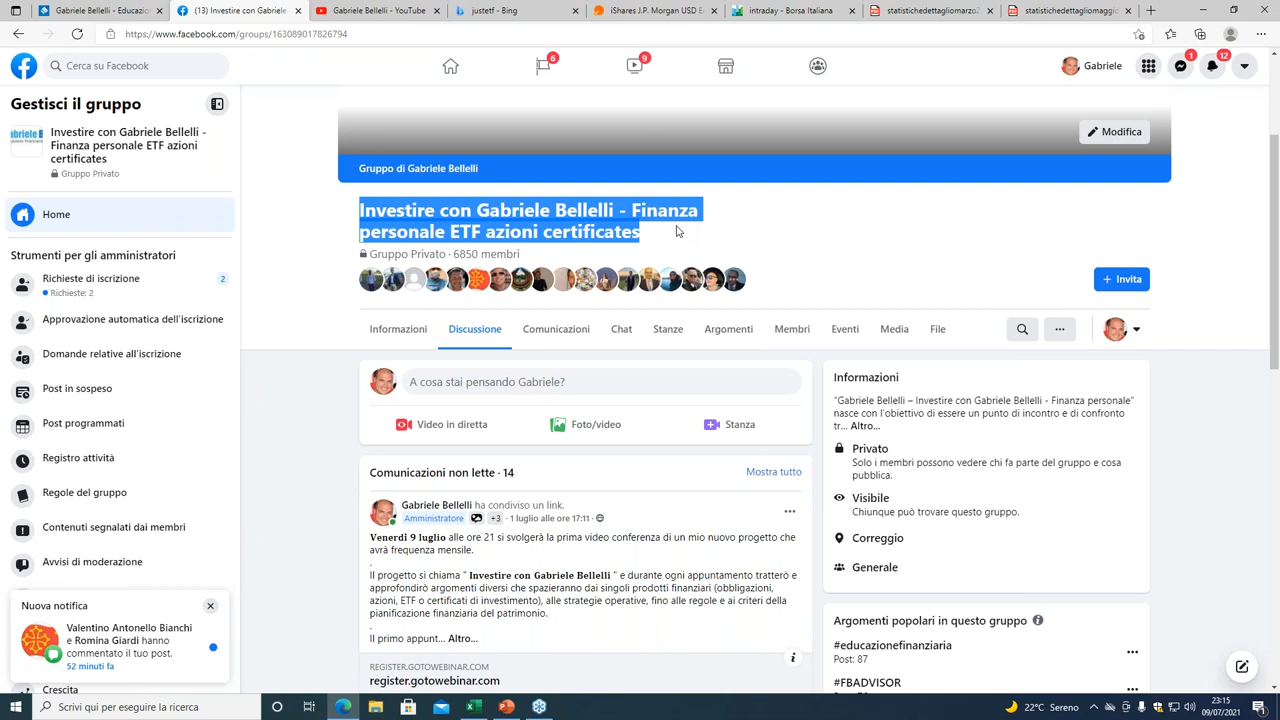 Gabriele Bellelli - Educazi
(13) Investire con Gabriele
Gabriele Bellelli - YouTube
justetf - Bing
iShares J.P. Morgan USD E
intraday - Borsa Italiana
statistichedettagliomarzo2
statistichedettagliomaggio
https://www.facebook.com/groups/163089017826794
Cerca su Facebook
6
9
Gabriele
1
12
Gestisci il gruppo
Investire con Gabriele Bellelli -
Finanza personale ETF azioni
certificates
Gruppo Privato
Home
Strumenti per gli amministratori
Richieste di iscrizione
2
Richieste: 2
Approvazione automatica dell'iscrizione
Domande relative all'iscrizione
Post in sospeso
Post programmati
Registro attività
Regole del gruppo
Contenuti segnalati dai membri
Avvisi di moderazione
Nuova notifica
Valentino Antonello Bianchi
e Romina Giardi hanno
commentato il tuo post.
52 minuti fa
Crescita
Modifica
Gruppo di Gabriele Bellelli
Investire con Gabriele Bellelli - Finanza
personale ETF azioni certificates
Gruppo Privato · 6850 membri
+ Invita
Informazioni
Discussione
Comunicazioni
Chat
Stanze
Argomenti
Membri
Eventi
Media
File
A cosa stai pensando Gabriele?
Video in diretta
Foto/video
Stanza
Comunicazioni non lette · 14
Mostra tutto
Gabriele Bellelli ha condiviso un link.
Amministratore +3 · 1 luglio alle ore 17:11 ·
Venerdì 9 luglio alle ore 21 si svolgerà la prima video conferenza di un mio nuovo progetto che
avrà frequenza mensile.
.
Il progetto si chiama " Investire con Gabriele Bellelli " e durante ogni appuntamento tratterò e
approfondirò argomenti diversi che spazieranno dai singoli prodotti finanziari (obbligazioni,
azioni, ETF o certificati di investimento), alle strategie operative, fino alle regole e ai criteri della
pianificazione finanziaria del patrimonio.
.
Il primo appunt... Altro...
REGISTER.GOTOWEBINAR.COM
register.gotowebinar.com
Informazioni
"Gabriele Bellelli – Investire con Gabriele Bellelli - Finanza personale"
nasce con l'obiettivo di essere un punto di incontro e di confronto
tr... Altro...
Privato
Solo i membri possono vedere chi fa parte del gruppo e cosa
pubblica.
Visibile
Chiunque può trovare questo gruppo.
Correggio
Generale
Argomenti popolari in questo gruppo
#educazionefinanziaria
Post: 87
#FBADVISOR
Scrivi qui per eseguire la ricerca
22°C Sereno
23:15
09/07/2021
1